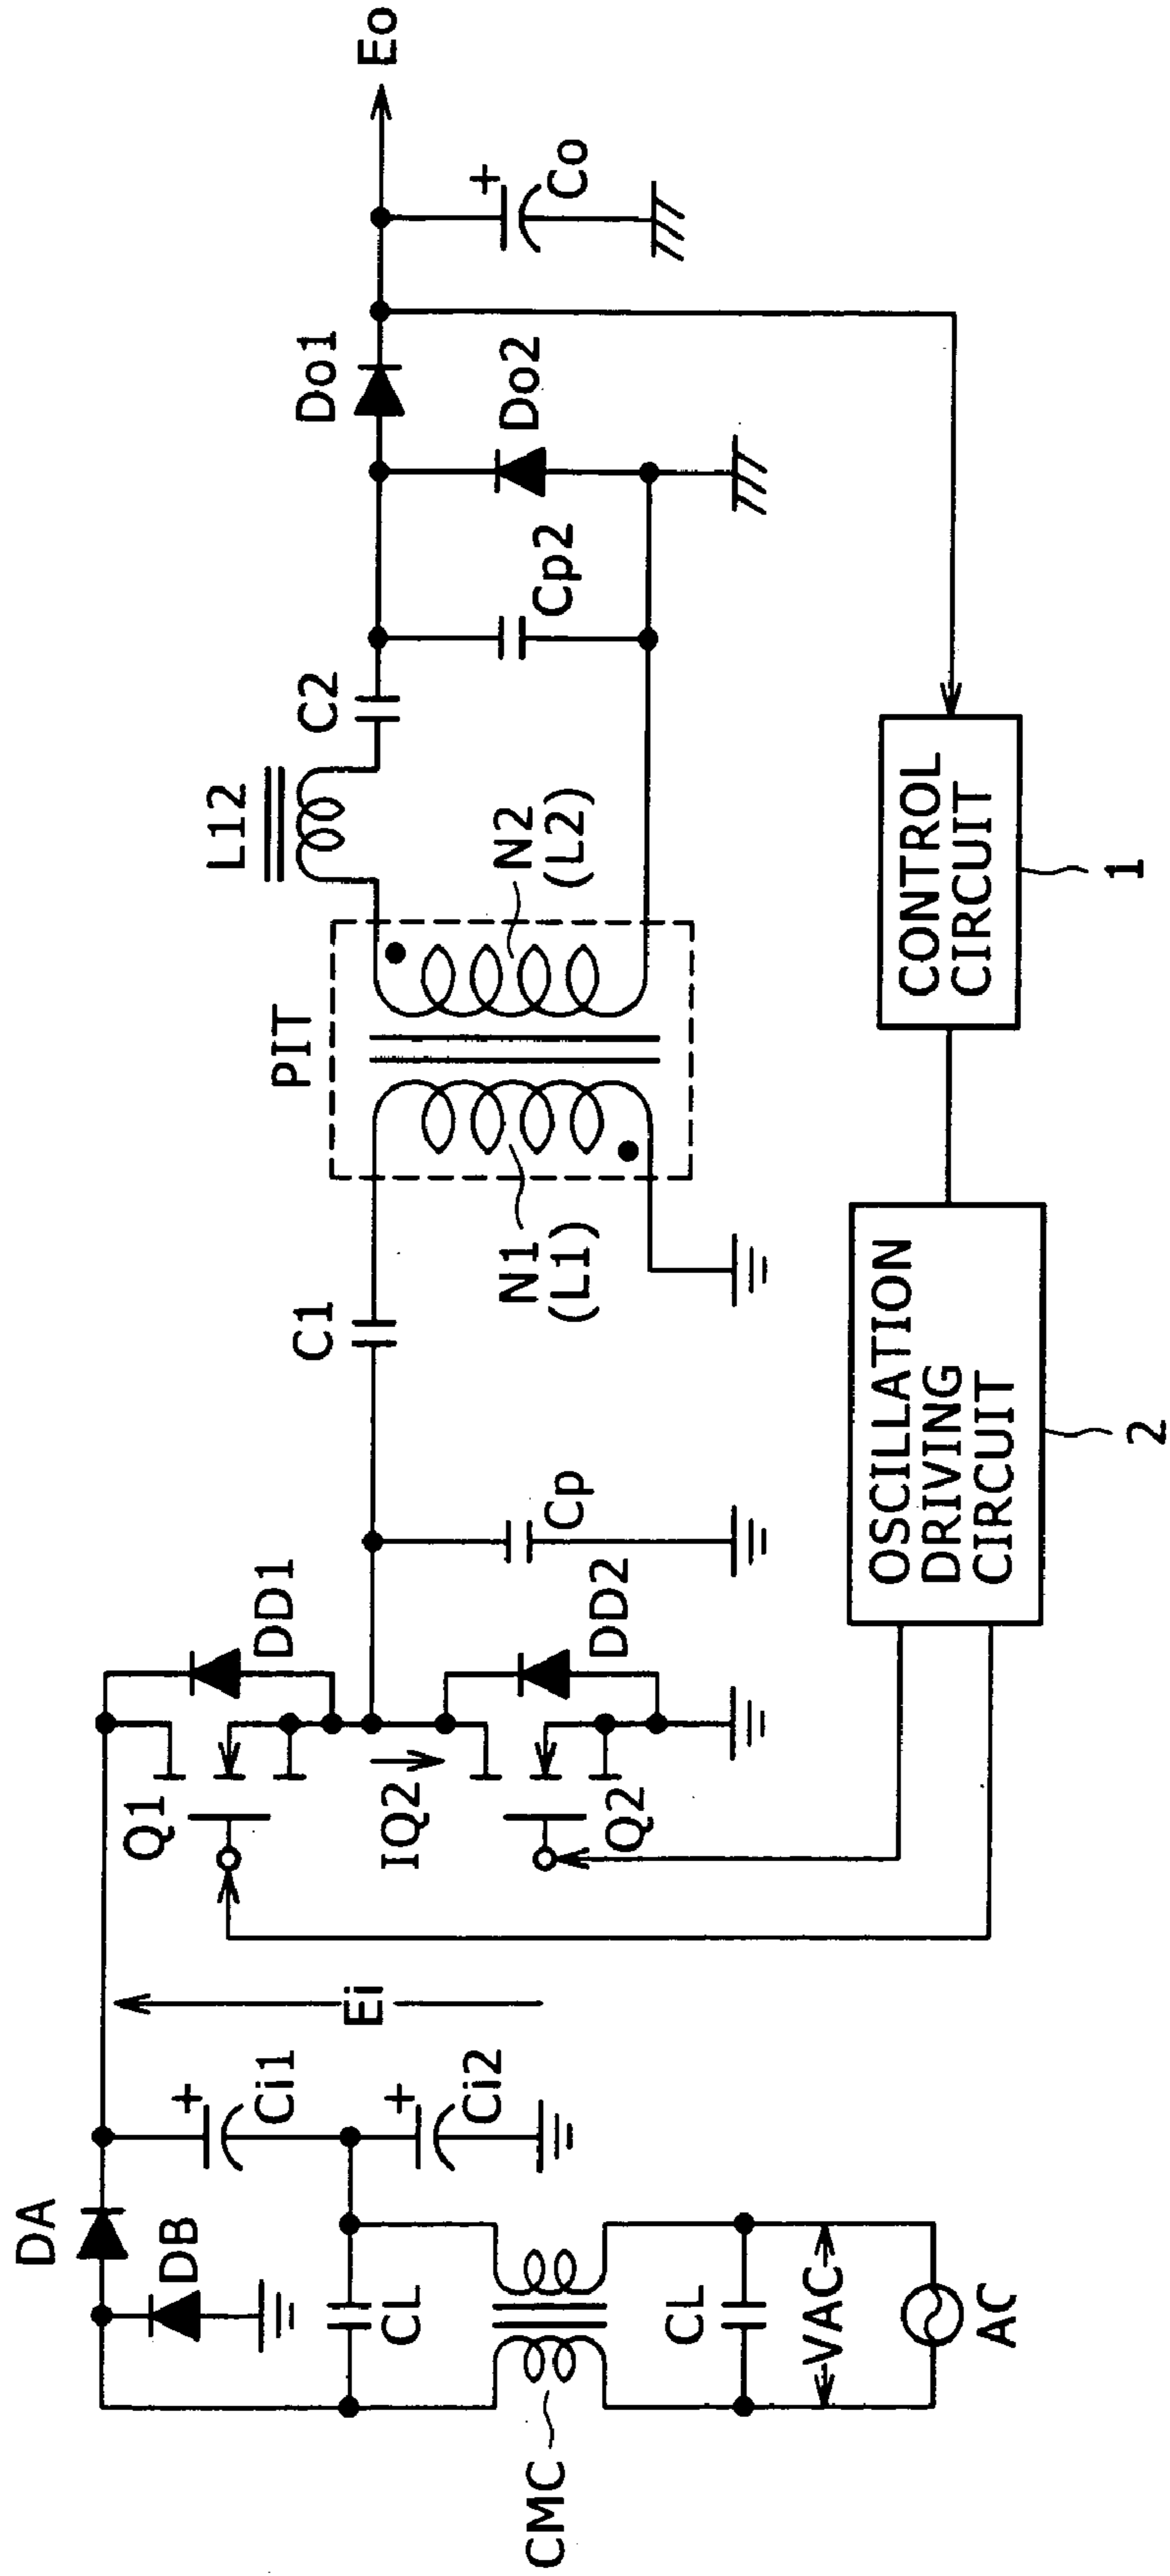 DA
DB
CL
CMC
CL
VAC
AC
+
Ci1
+
Ci2
Ei
Q1
DD1
IQ2
Q2
DD2
Cp
C1
N1
(L1)
PIT
N2
(L2)
L12
C2
Cp2
Do1
Do2
+
Co
Eo
OSCILLATION
DRIVING
CIRCUIT
2
CONTROL
CIRCUIT
1